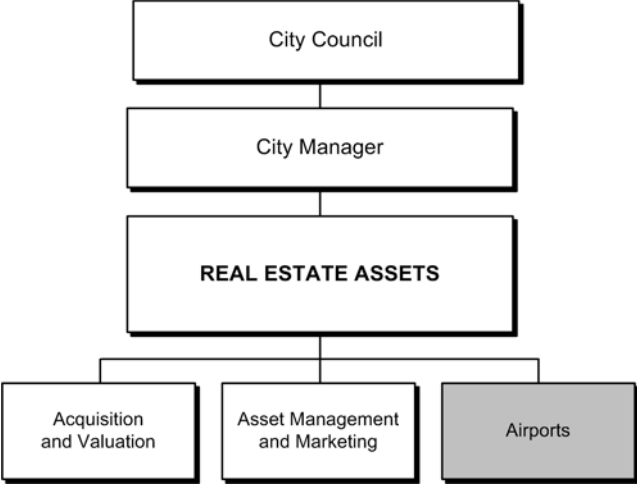 City Council
City Manager
REAL ESTATE ASSETS
Acquisition
and Valuation
Asset Management
and Marketing
Airports